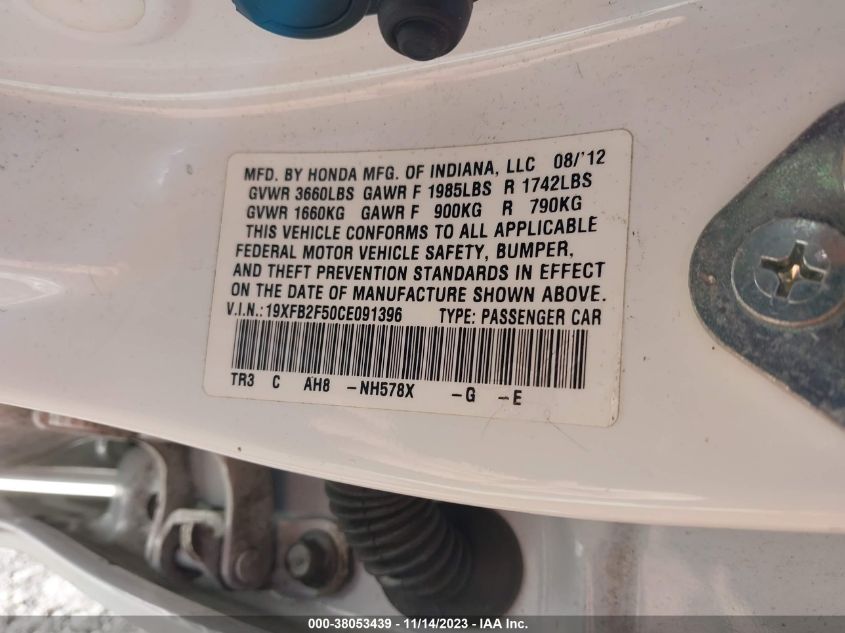 MFD. BY HONDA MFG. OF INDIANA, LLC 08/'12
GVWR 3660LBS GAWR F 1985LBS R 1742LBS
GVWR 1660KG GAWR F 900KG R 790KG
THIS VEHICLE CONFORMS TO ALL APPLICABLE
FEDERAL MOTOR VEHICLE SAFETY, BUMPER,
AND THEFT PREVENTION STANDARDS IN EFFECT
ON THE DATE OF MANUFACTURE SHOWN ABOVE.
V.I.N.: 19XFB2F50CE091396 TYPE: PASSENGER CAR
TR3 C AH8 -NH578X -G -E
000-38053439 - 11/14/2023 - IAA Inc.